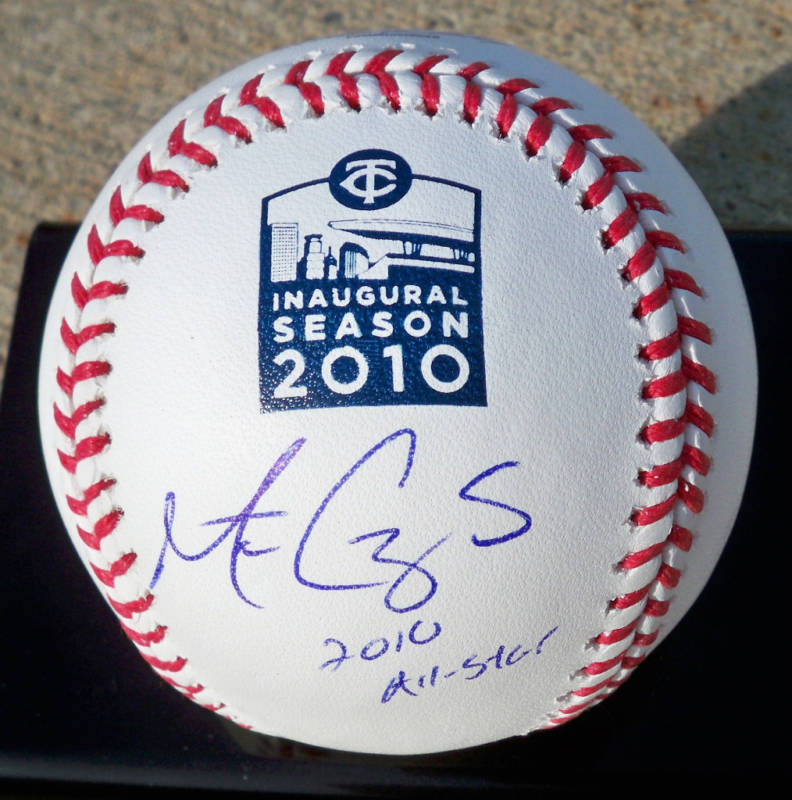 TC
INAUGURAL
SEASON
2010
2010
All-Star